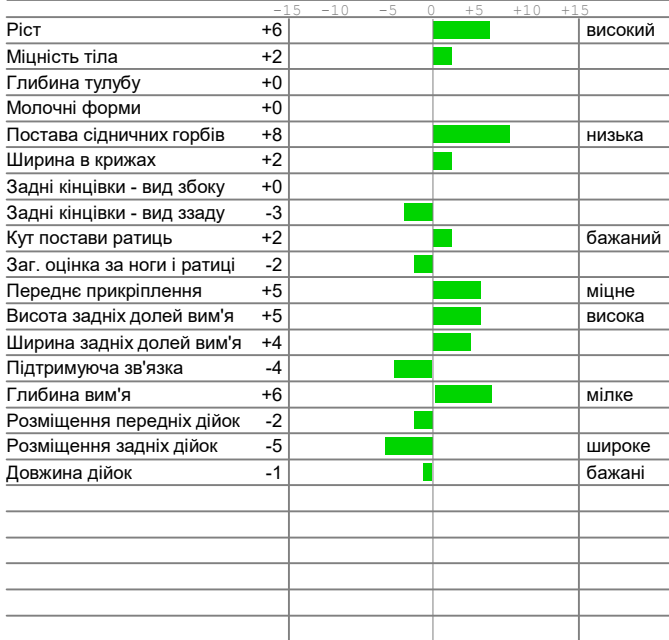 -15 -10 -5 0 +5 +10 +15
Ріст +6 високий
Міцність тіла +2
Глибина тулубу +0
Молочні форми +0
Постава сідничних горбів +8 низька
Ширина в крижах +2
Задні кінцівки - вид збоку +0
Задні кінцівки - вид ззаду -3
Кут постави ратиць +2 бажаний
Заг. оцінка за ноги і ратиці -2
Переднє прикріплення +5 міцне
Висота задніх долей вим'я +5 висока
Ширина задніх долей вим'я +4
Підтримуюча зв'язка -4
Глибина вим'я +6 мілке
Розміщення передніх дійок -2
Розміщення задніх дійок -5 широке
Довжина дійок -1 бажані